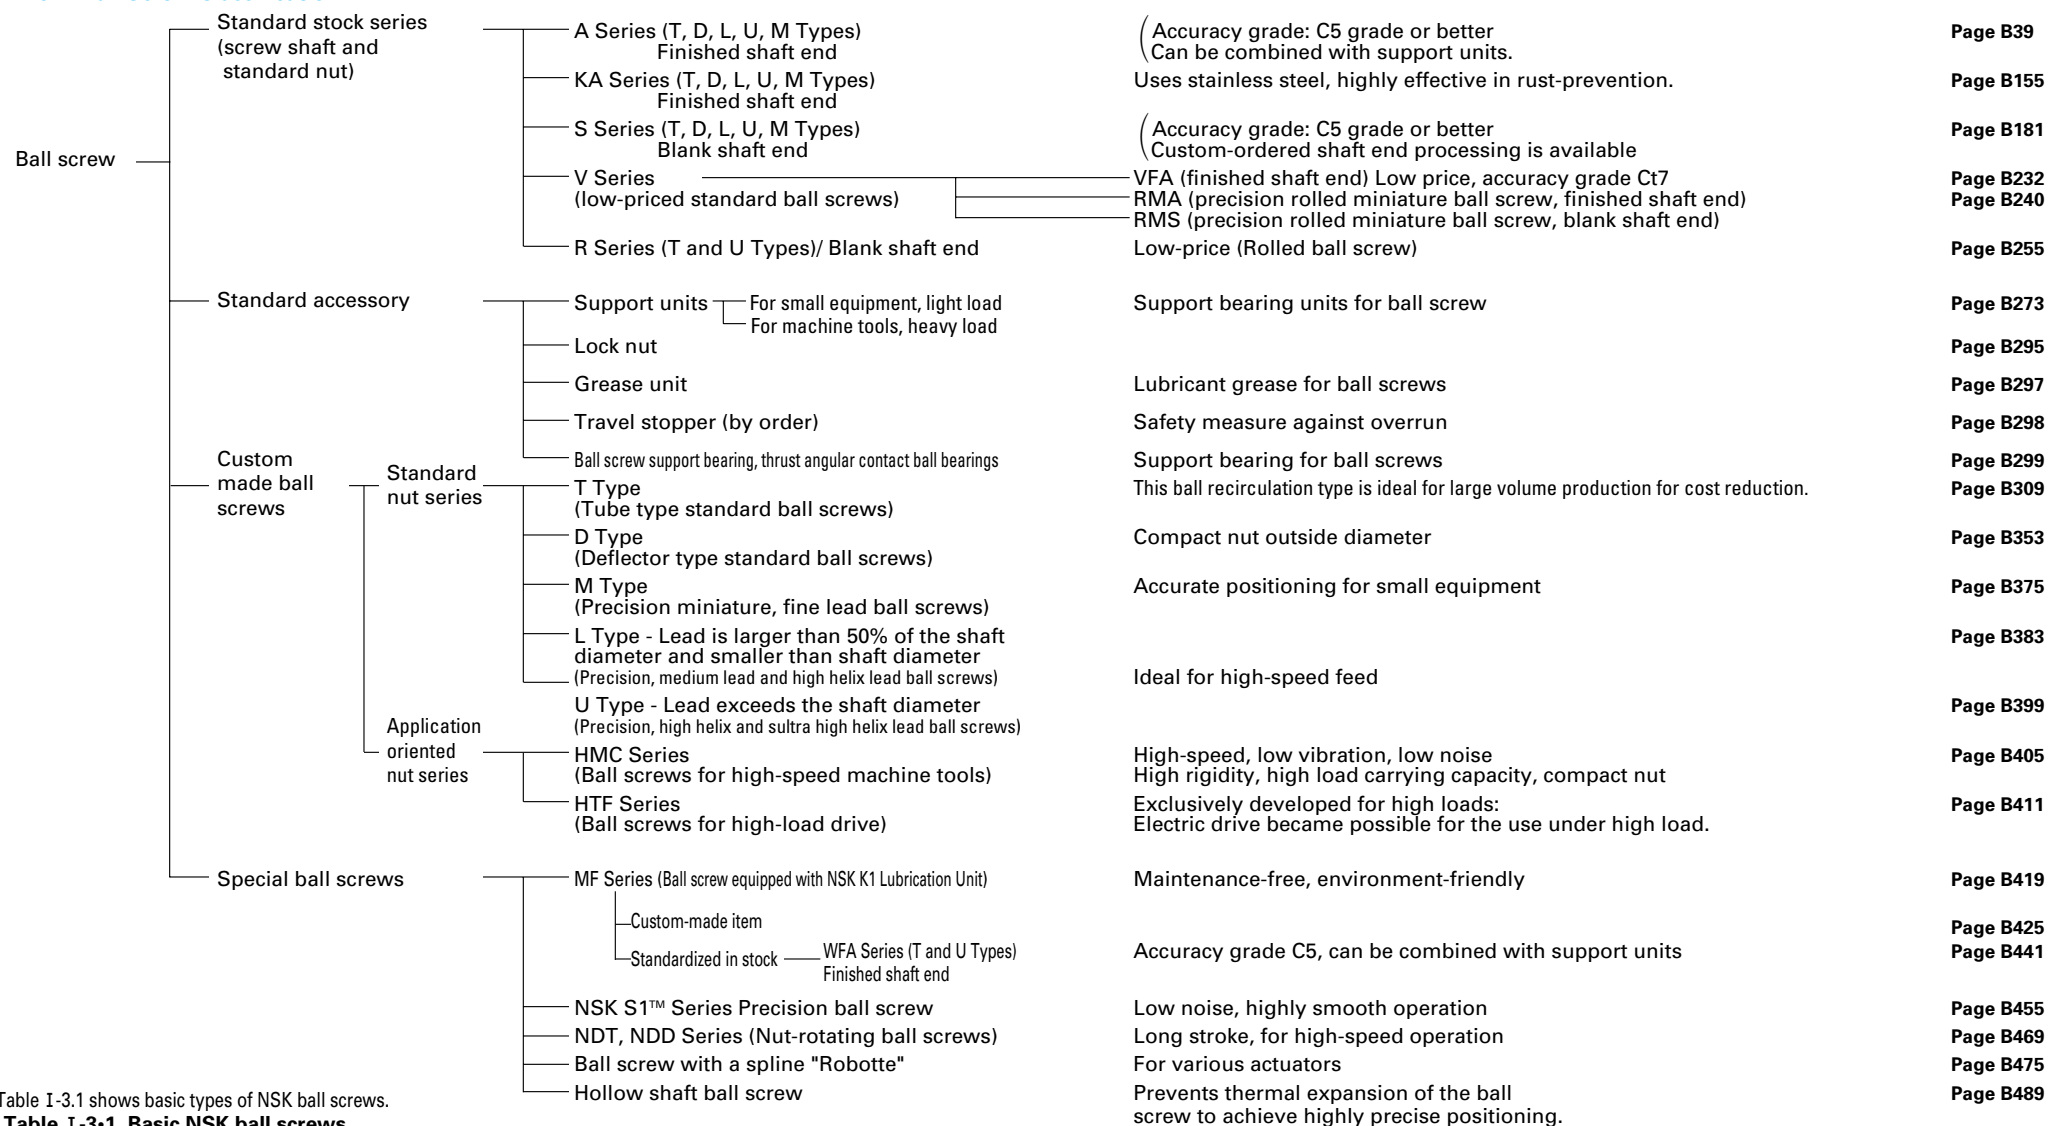 Standard stock series
(screw shaft and
standard nut)
A Series (T, D, L, U, M Types)
Finished shaft end
Accuracy grade: C5 grade or better
Can be combined with support units.
Page B39
KA Series (T, D, L, U, M Types)
Finished shaft end
Uses stainless steel, highly effective in rust-prevention.
Page B155
S Series (T, D, L, U, M Types)
Blank shaft end
Accuracy grade: C5 grade or better
Custom-ordered shaft end processing is available
Page B181
Ball screw
V Series
(low-priced standard ball screws)
VFA (finished shaft end) Low price, accuracy grade Ct7
Page B232
RMA (precision rolled miniature ball screw, finished shaft end)
Page B240
RMS (precision rolled miniature ball screw, blank shaft end)
R Series (T and U Types)/ Blank shaft end
Low-price (Rolled ball screw)
Page B255
Standard accessory
Support units
For small equipment, light load
For machine tools, heavy load
Support bearing units for ball screw
Page B273
Lock nut
Page B295
Grease unit
Lubricant grease for ball screws
Page B297
Travel stopper (by order)
Safety measure against overrun
Page B298
Ball screw support bearing, thrust angular contact ball bearings
Support bearing for ball screws
Page B299
Custom
made ball
screws
Standard
nut series
T Type
(Tube type standard ball screws)
This ball recirculation type is ideal for large volume production for cost reduction.
Page B309
D Type
(Deflector type standard ball screws)
Compact nut outside diameter
Page B353
M Type
(Precision miniature, fine lead ball screws)
Accurate positioning for small equipment
Page B375
L Type - Lead is larger than 50% of the shaft
diameter and smaller than shaft diameter
(Precision, medium lead and high helix lead ball screws)
Page B383
Ideal for high-speed feed
U Type - Lead exceeds the shaft diameter
(Precision, high helix and sultra high helix lead ball screws)
Page B399
Application
oriented
nut series
HMC Series
(Ball screws for high-speed machine tools)
High-speed, low vibration, low noise
High rigidity, high load carrying capacity, compact nut
Page B405
HTF Series
(Ball screws for high-load drive)
Exclusively developed for high loads:
Electric drive became possible for the use under high load.
Page B411
Special ball screws
MF Series (Ball screw equipped with NSK K1 Lubrication Unit)
Maintenance-free, environment-friendly
Page B419
Custom-made item
Page B425
Standardized in stock
WFA Series (T and U Types)
Finished shaft end
Accuracy grade C5, can be combined with support units
Page B441
NSK S1™ Series Precision ball screw
Low noise, highly smooth operation
Page B455
NDT, NDD Series (Nut-rotating ball screws)
Long stroke, for high-speed operation
Page B469
Ball screw with a spline "Robotte"
For various actuators
Page B475
Hollow shaft ball screw
Prevents thermal expansion of the ball
screw to achieve highly precise positioning.
Page B489
Table I-3.1 shows basic types of NSK ball screws.
Table I-3•1 Basic NSK ball screws